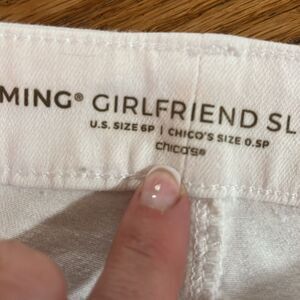 MING® GIRLFRIEND SL
U.S. SIZE 6P | CHICO'S SIZE 0.5P
chico's®